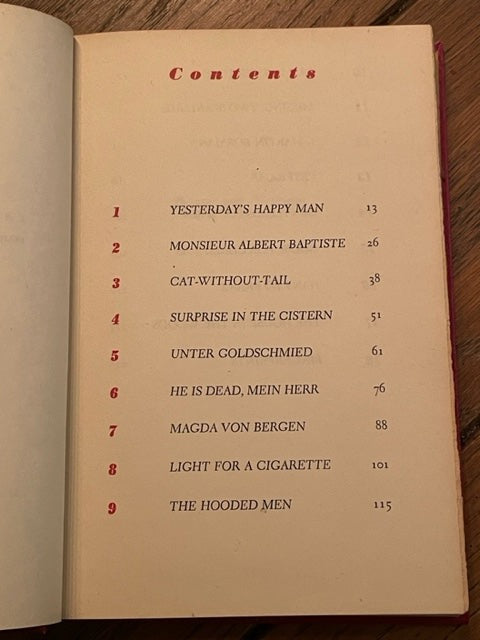 Contents
1 YESTERDAY'S HAPPY MAN 13
2 MONSIEUR ALBERT BAPTISTE 26
3 CAT-WITHOUT-TAIL 38
4 SURPRISE IN THE CISTERN 51
5 UNTER GOLDSCHMIED 61
6 HE IS DEAD, MEIN HERR 76
7 MAGDA VON BERGEN 88
8 LIGHT FOR A CIGARETTE 101
9 THE HOODED MEN 115